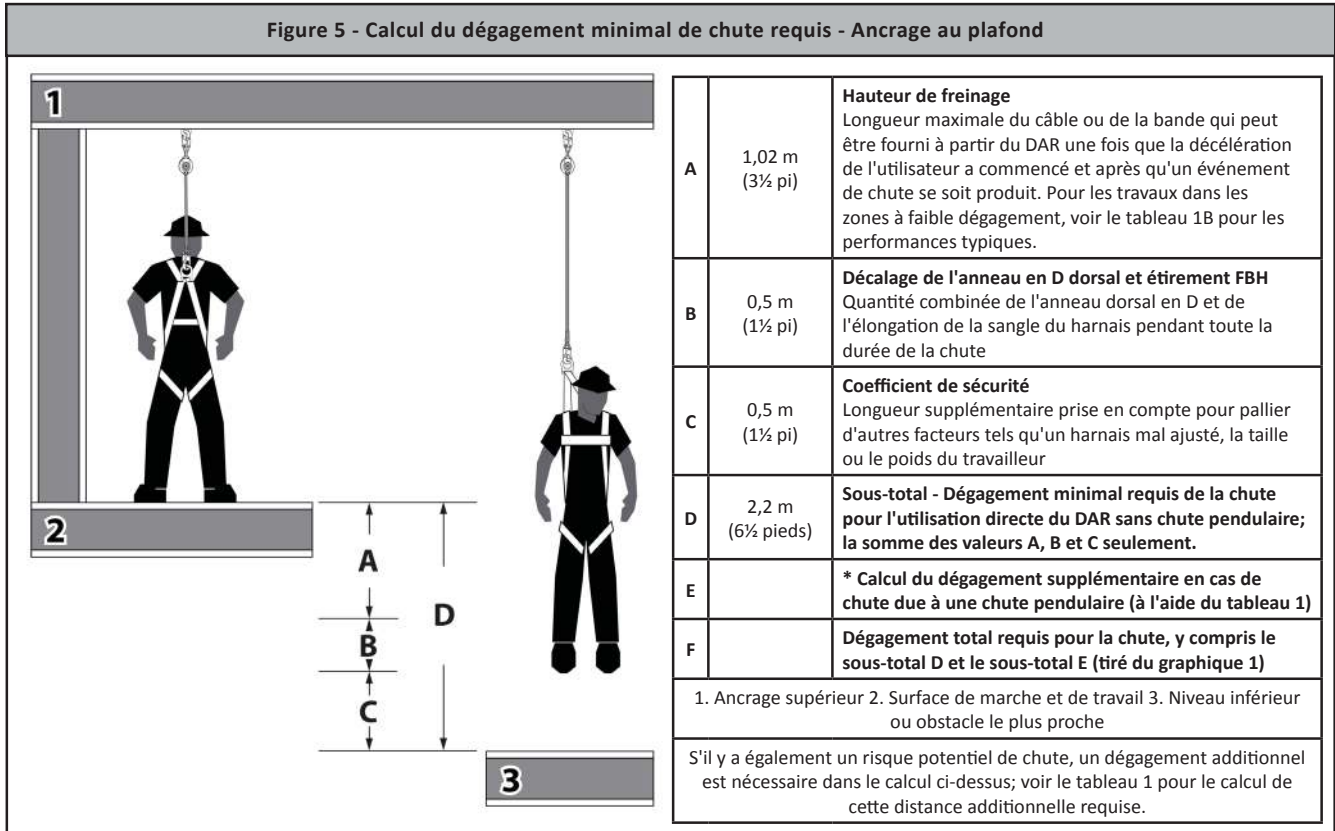 Figure 5 - Calcul du dégagement minimal de chute requis - Ancrage au plafond
1
2
A
B
C
D
3
A
1,02 m
(3½ pi)
Hauteur de freinage
Longueur maximale du câble ou de la bande qui peut
être fourni à partir du DAR une fois que la décélération
de l'utilisateur a commencé et après qu'un événement
de chute se soit produit. Pour les travaux dans les
zones à faible dégagement, voir le tableau 1B pour les
performances typiques.
B
0,5 m
(1½ pi)
Décalage de l'anneau en D dorsal et étirement FBH
Quantité combinée de l'anneau dorsal en D et de
l'élongation de la sangle du harnais pendant toute la
durée de la chute
C
0,5 m
(1½ pi)
Coefficient de sécurité
Longueur supplémentaire prise en compte pour pallier
d'autres facteurs tels qu'un harnais mal ajusté, la taille
ou le poids du travailleur
D
2,2 m
(6½ pieds)
Sous-total - Dégagement minimal requis de la chute
pour l'utilisation directe du DAR sans chute pendulaire;
la somme des valeurs A, B et C seulement.
E
* Calcul du dégagement supplémentaire en cas de
chute due à une chute pendulaire (à l'aide du tableau 1)
F
Dégagement total requis pour la chute, y compris le
sous-total D et le sous-total E (tiré du graphique 1)
1. Ancrage supérieur 2. Surface de marche et de travail 3. Niveau inférieur
ou obstacle le plus proche
S'il y a également un risque potentiel de chute, un dégagement additionnel
est nécessaire dans le calcul ci-dessus; voir le tableau 1 pour le calcul de
cette distance additionnelle requise.